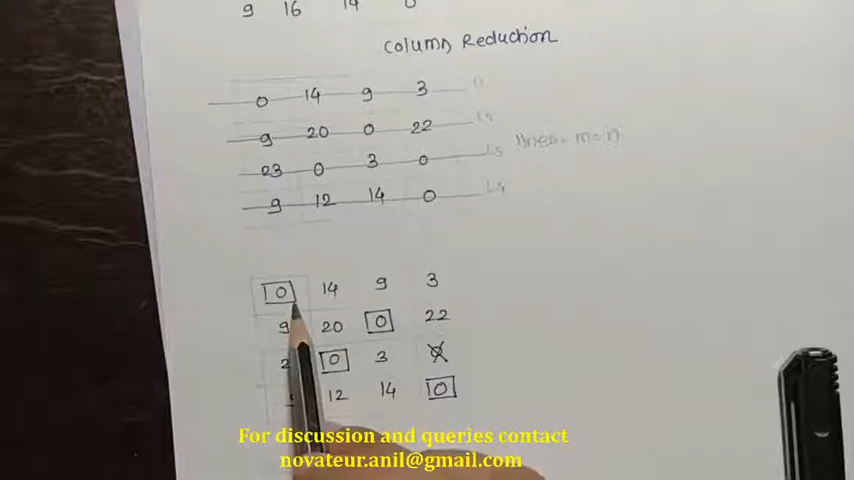 9 16 14 0
Column Reduction
0 14 9 3
9 20 0 22
23 0 3 0
9 12 14 0
0 14 9 3
9 20 0 22
2 0 3 0
12 14 0
For discussion and queries contact
novateur.anil@gmail.com